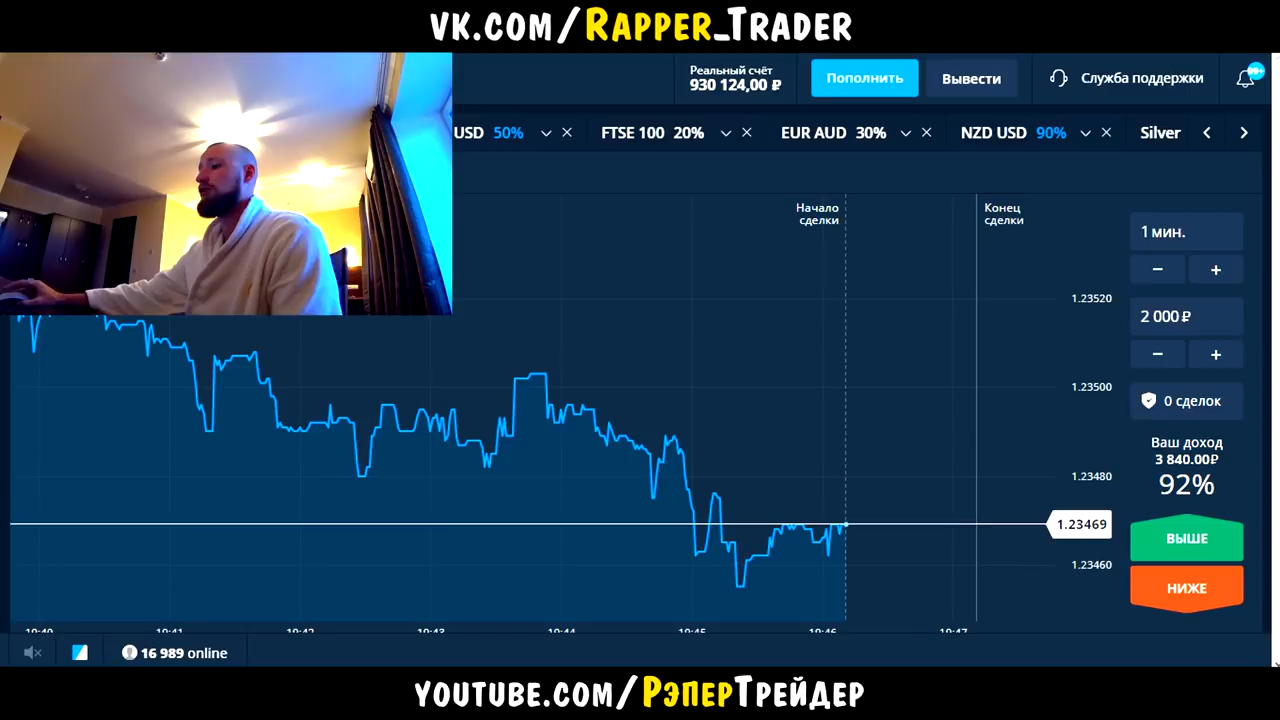 VK.COM/RAPPER_TRADER
Реальный счёт
930 124,00 ₽
Пополнить
Вывести
Служба поддержки
99+
USD 50%
FTSE 100 20%
EUR AUD 30%
NZD USD 90%
Silver
Начало
сделки
Конец
сделки
1 мин.
− +
2 000 ₽
− +
0 сделок
Ваш доход
3 840.00₽
92%
ВЫШЕ
НИЖЕ
1.23520
1.23500
1.23480
1.23469
1.23460
19:40 19:41 19:42 19:43 19:44 19:45 19:46 19:47
16 989 online
YOUTUBE.COM/РЭПЕРТРЕЙДЕР